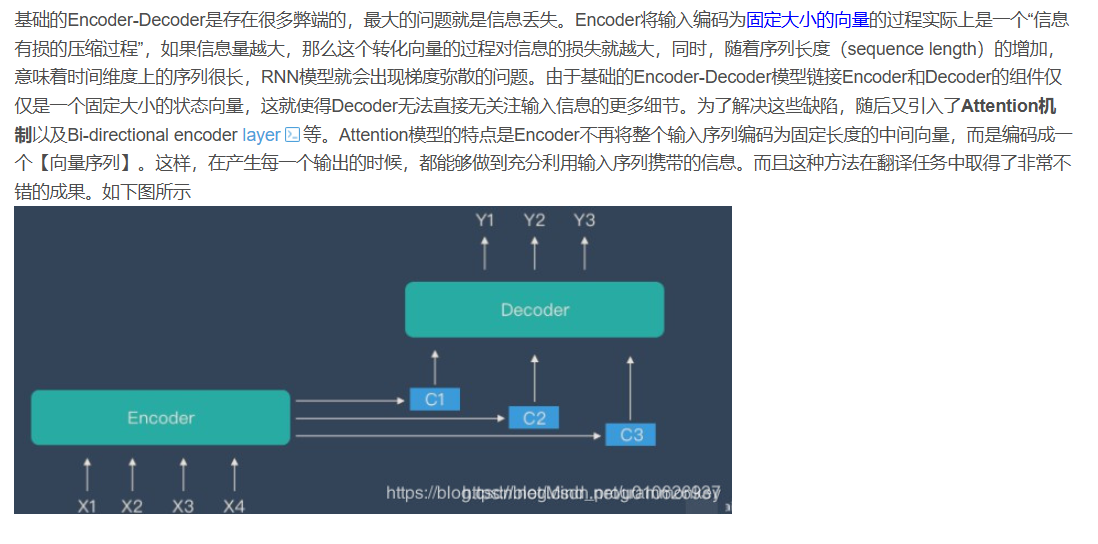 基础的Encoder-Decoder是存在很多弊端的，最大的问题就是信息丢失。Encoder将输入编码为固定大小的向量的过程实际上是一个“信息
有损的压缩过程”，如果信息量越大，那么这个转化向量的过程对信息的损失就越大，同时，随着序列长度（sequence length）的增加，
意味着时间维度上的序列很长，RNN模型就会出现梯度弥散的问题。由于基础的Encoder-Decoder模型链接Encoder和Decoder的组件仅
仅是一个固定大小的状态向量，这就使得Decoder无法直接无关注输入信息的更多细节。为了解决这些缺陷，随后又引入了Attention机
制以及Bi-directional encoder layer等。Attention模型的特点是Encoder不再将整个输入序列编码为固定长度的中间向量，而是编码成一
个【向量序列】。这样，在产生每一个输出的时候，都能够做到充分利用输入序列携带的信息。而且这种方法在翻译任务中取得了非常不
错的成果。如下图所示
Y1 Y2 Y3
Decoder
C1
Encoder
C2
C3
X1 X2 X3 X4
https://blog.